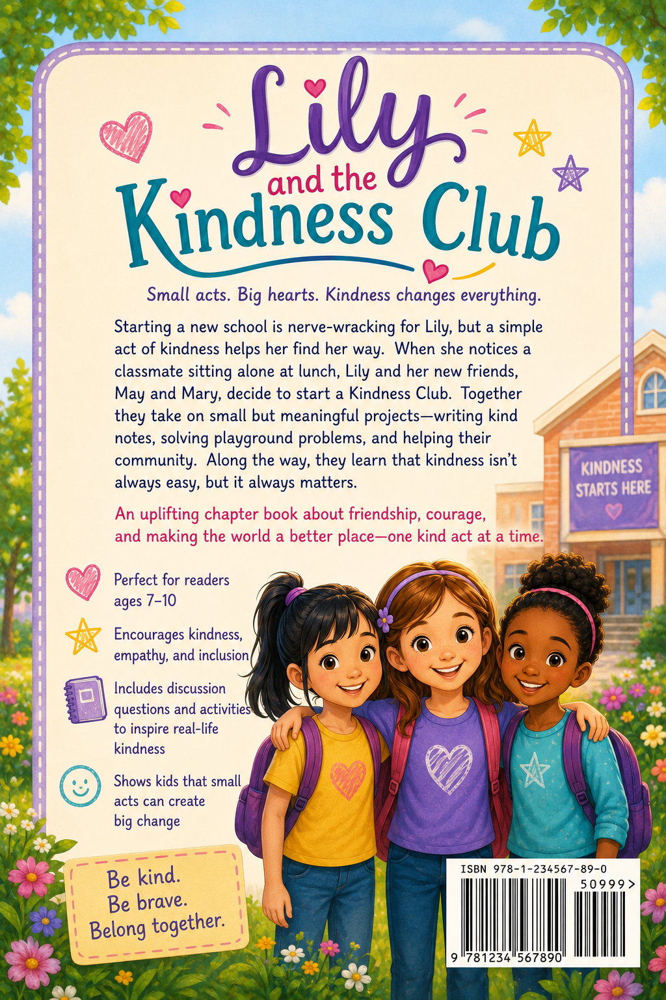 Lily
and the
Kindness Club
Small acts. Big hearts. Kindness changes everything.
Starting a new school is nerve-wracking for Lily, but a simple
act of kindness helps her find her way.  When she notices a
classmate sitting alone at lunch, Lily and her new friends,
May and Mary, decide to start a Kindness Club.  Together
they take on small but meaningful projects—writing kind
notes, solving playground problems, and helping their
community.  Along the way, they learn that kindness isn't
always easy, but it always matters.
An uplifting chapter book about friendship, courage,
and making the world a better place—one kind act at a time.
KINDNESS
STARTS HERE
Perfect for readers
ages 7–10
Encourages kindness,
empathy, and inclusion
Includes discussion
questions and activities
to inspire real-life
kindness
Shows kids that small
acts can create
big change
Be kind.
Be brave.
Belong together.
ISBN 978-1-234567-89-0
50999>
9 781234 567890